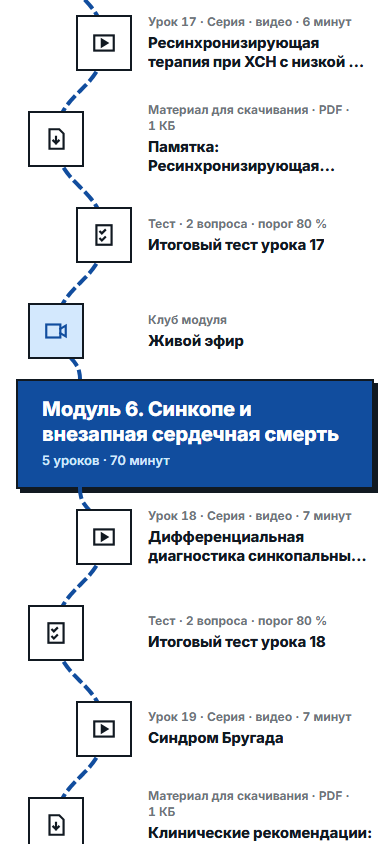 Урок 17 · Серия · видео · 6 минут
Ресинхронизирующая
терапия при ХСН с низкой ...
Материал для скачивания · PDF ·
1 КБ
Памятка:
Ресинхронизирующая...
Тест · 2 вопроса · порог 80 %
Итоговый тест урока 17
Клуб модуля
Живой эфир
Модуль 6. Синкопе и
внезапная сердечная смерть
5 уроков · 70 минут
Урок 18 · Серия · видео · 7 минут
Дифференциальная
диагностика синкопальны...
Тест · 2 вопроса · порог 80 %
Итоговый тест урока 18
Урок 19 · Серия · видео · 7 минут
Синдром Бругада
Материал для скачивания · PDF ·
1 КБ
Клинические рекомендации: